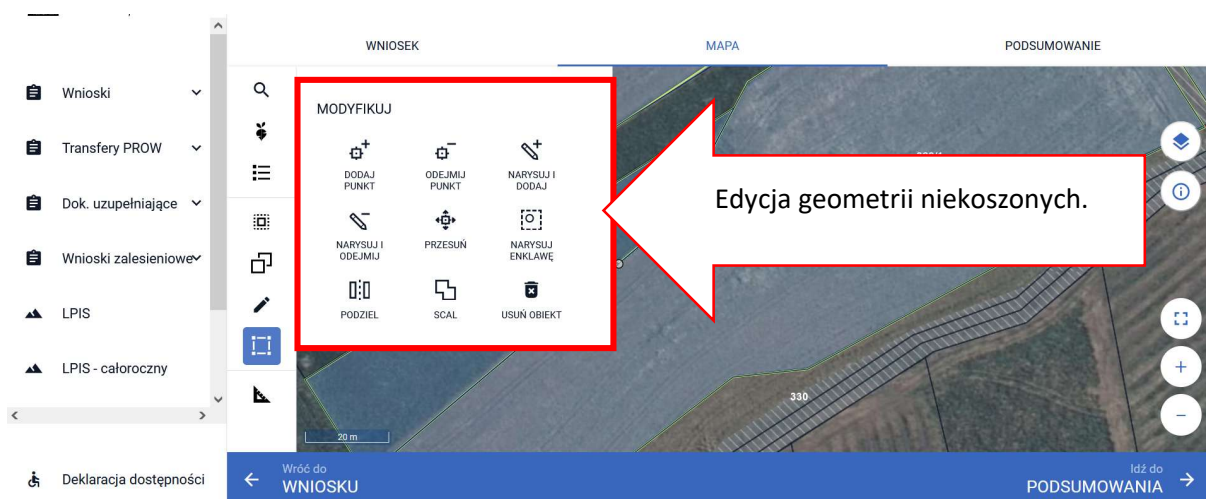 WNIOSEK
MAPA
PODSUMOWANIE
Wnioski
Transfery PROW
Dok. uzupełniające
Wnioski zalesieniowe
LPIS
LPIS - całoroczny
Deklaracja dostępności
MODYFIKUJ
DODAJ
PUNKT
ODEJMIJ
PUNKT
NARYSUJ I
DODAJ
NARYSUJ I
ODEJMIJ
PRZESUŃ
NARYSUJ
ENKLAWĘ
PODZIEL
SCAL
USUŃ OBIEKT
Edycja geometrii niekoszonych.
330
20 m
Wróć do
WNIOSKU
Idź do
PODSUMOWANIA